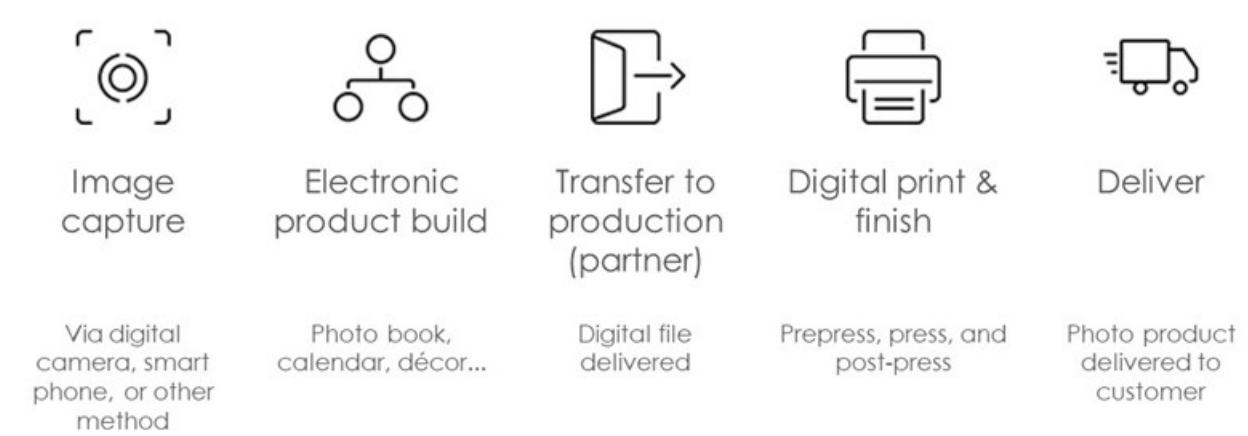 Image
capture
Electronic
product build
Transfer to
production
(partner)
Digital print &
finish
Deliver
Via digital
camera, smart
phone, or other
method
Photo book,
calendar, décor...
Digital file
delivered
Prepress, press, and
post-press
Photo product
delivered to
customer